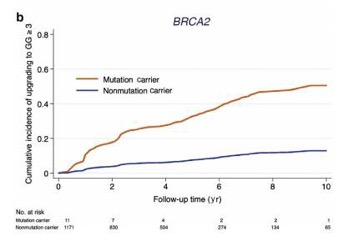 b
BRCA2
Cumulative incidence of upgrading to GG ≥ 3
0.8
0.6
0.4
0.2
0
Mutation carrier
Nonmutation carrier
0 2 4 6 8 10
Follow-up time (yr)
No. at risk
Mutation carrier 11 7 4 2 2 1
Nonmutation carrier 1171 830 504 274 134 65